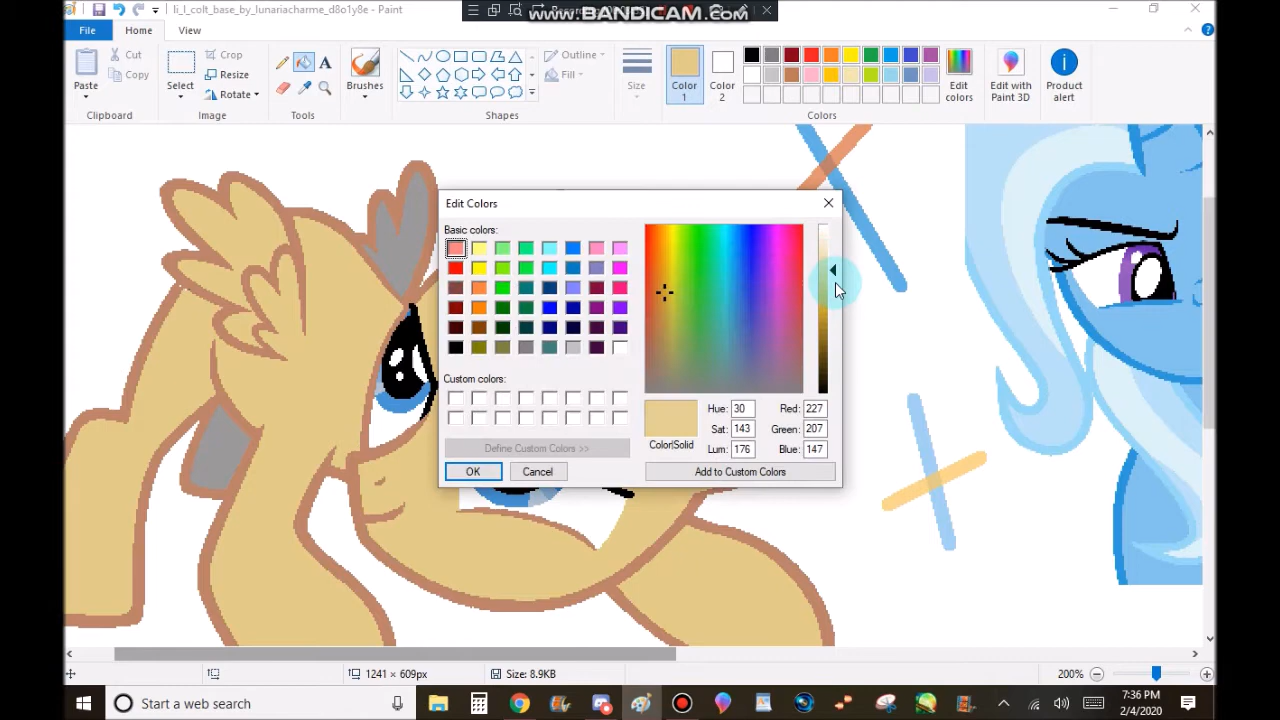 li_l_colt_base_by_lunariacharme_d8o1y8e - Paint
www.BANDICAM.com
File
Home
View
Paste
Cut
Copy
Clipboard
Select
Crop
Resize
Rotate
Image
Tools
Brushes
Shapes
Outline
Fill
Size
Color
1
Color
2
Colors
Edit
colors
Edit with
Paint 3D
Product
alert
Edit Colors
Basic colors:
Custom colors:
Define Custom Colors >>
OK
Cancel
Color|Solid
Hue: 30
Sat: 143
Lum: 176
Red: 227
Green: 207
Blue: 147
Add to Custom Colors
1241 × 609px
Size: 8.9KB
200%
Start a web search
7:36 PM
2/4/2020